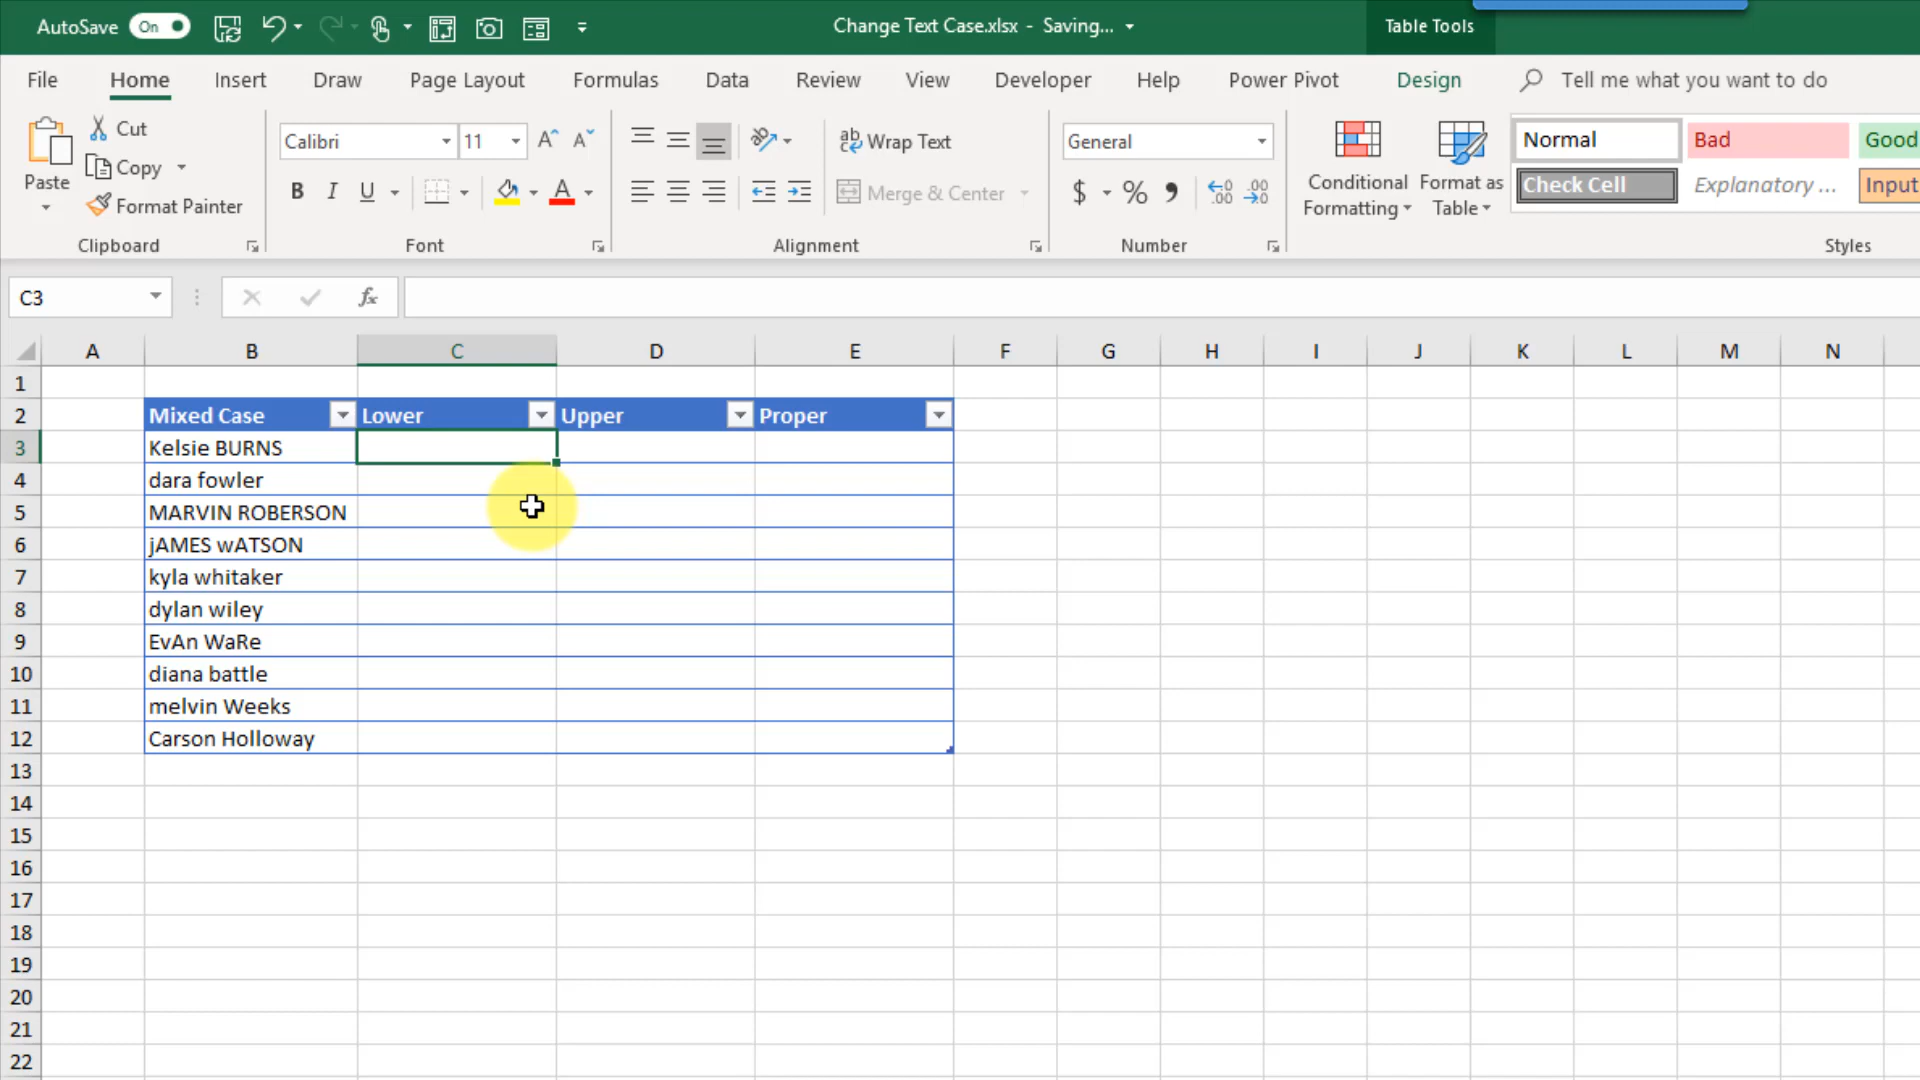 AutoSave On Change Text Case.xlsx - Saving... Table Tools
File Home Insert Draw Page Layout Formulas Data Review View Developer Help Power Pivot Design Tell me what you want to do
Paste Cut Copy Format Painter
Clipboard
Calibri 11
B I U A
Font
Wrap Text
Merge & Center
Alignment
General
$ % ,
Number
Conditional Formatting
Format as Table
Normal Bad Good
Check Cell Explanatory ... Input
Styles
C3 fx
A B C D E F G H I J K L M N
1
2 Mixed Case Lower Upper Proper
3 Kelsie BURNS
4 dara fowler
5 MARVIN ROBERSON
6 jAMES wATSON
7 kyla whitaker
8 dylan wiley
9 EvAn WaRe
10 diana battle
11 melvin Weeks
12 Carson Holloway
13
14
15
16
17
18
19
20
21
22